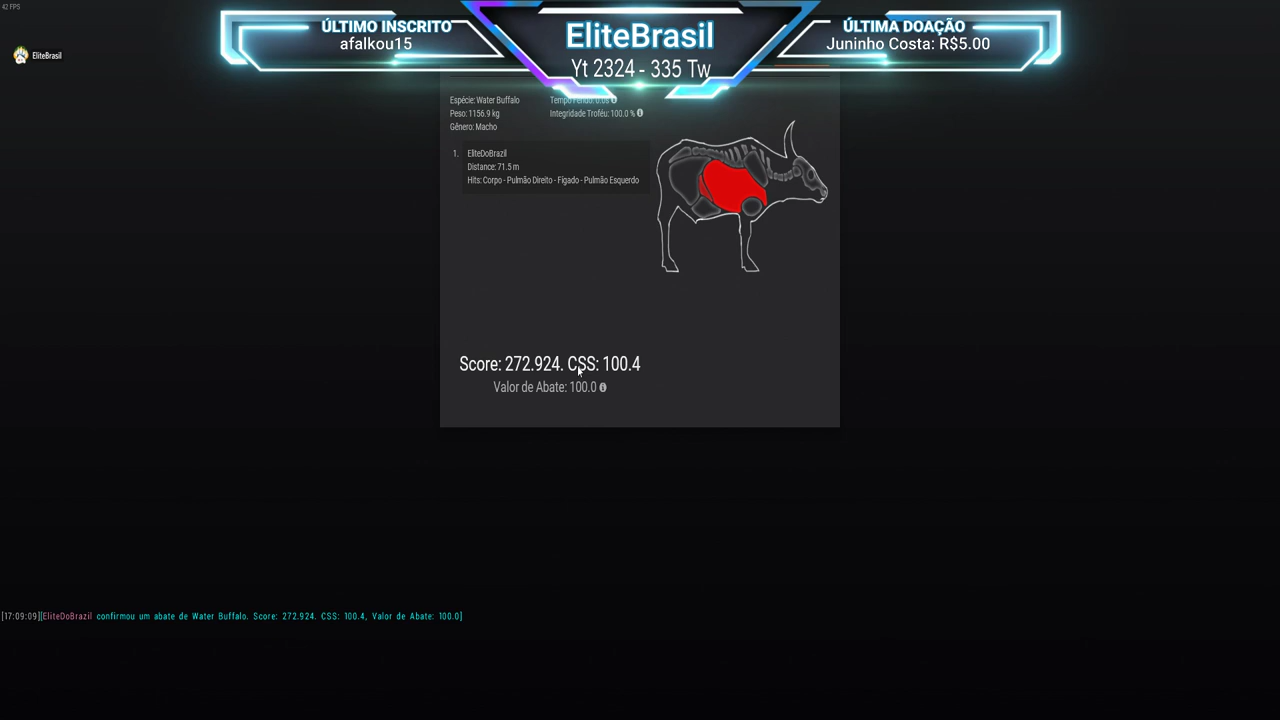 42 FPS
ÚLTIMO INSCRITO
afalkou15
EliteBrasil
Yt 2324 - 335 Tw
ÚLTIMA DOAÇÃO
Juninho Costa: R$5.00
EliteBrasil
Espécie: Water Buffalo
Tempo Ferido: 0.0s
Peso: 1156.9 kg
Integridade Troféu: 100.0 %
Gênero: Macho
1. EliteDoBrazil
Distance: 71.5 m
Hits: Corpo - Pulmão Direito - Fígado - Pulmão Esquerdo
Score: 272.924. CSS: 100.4
Valor de Abate: 100.0
[17:09:09][EliteDoBrazil confirmou um abate de Water Buffalo. Score: 272.924. CSS: 100.4, Valor de Abate: 100.0]